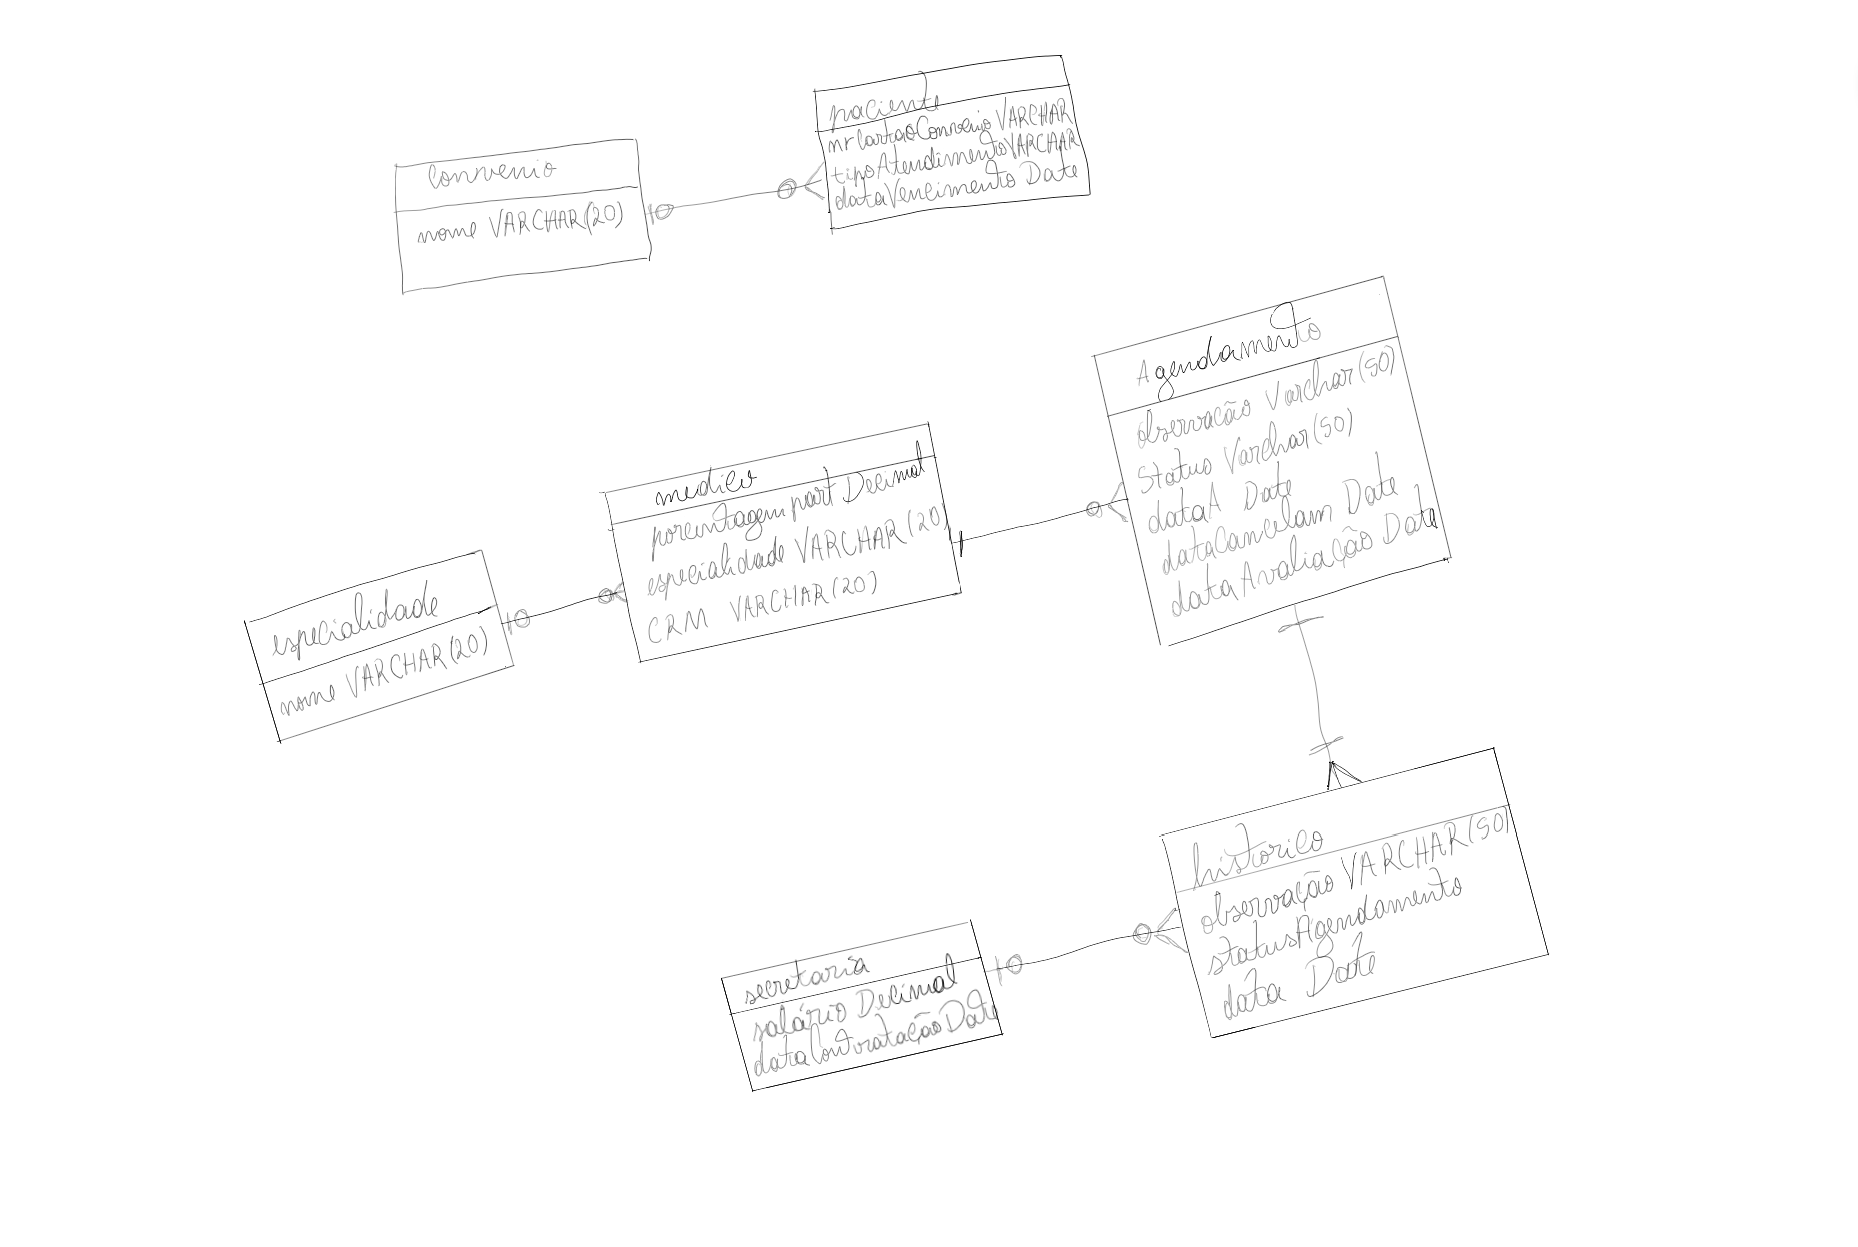 paciente
nrCartaoConvenio VARCHAR
tipoAtendimento VARCHAR
dataVencimento Date
Convenio
nome VARCHAR(20)
Agendamento
observação Varchar(50)
Status Varchar(50)
dataA Date
dataCancelam Date
dataAvaliação Date
medico
porcentagem part Decimal
especialidade VARCHAR(20)
CRM VARCHAR(20)
especialidade
nome VARCHAR(20)
historico
observação VARCHAR(50)
statusAgendamento
data Date
secretaria
salário Decimal
dataContratação Date